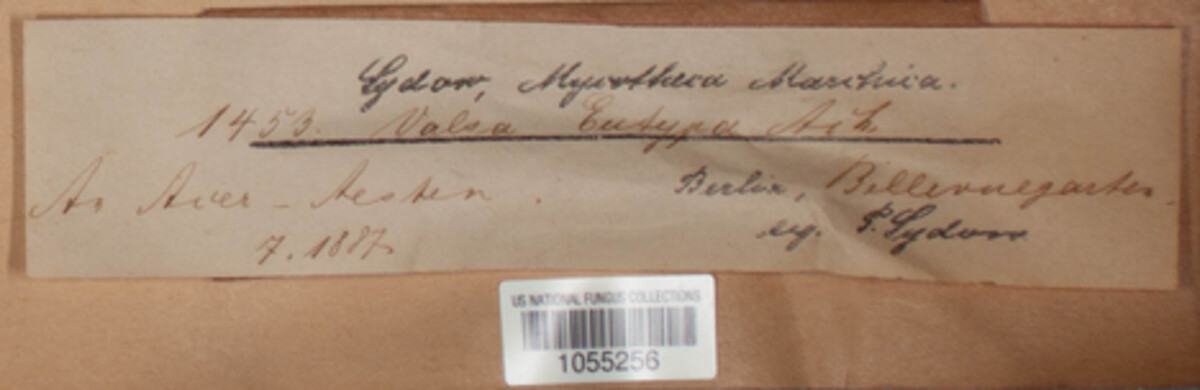 Sydow, Mycotheca Marchica.
1453. Valsa Eutypa Ach.
An Acer-Aesten.
Berlin, Bellevuegarten.
7. 1887.
leg. P. Sydow
US NATIONAL FUNGUS COLLECTIONS
1055256